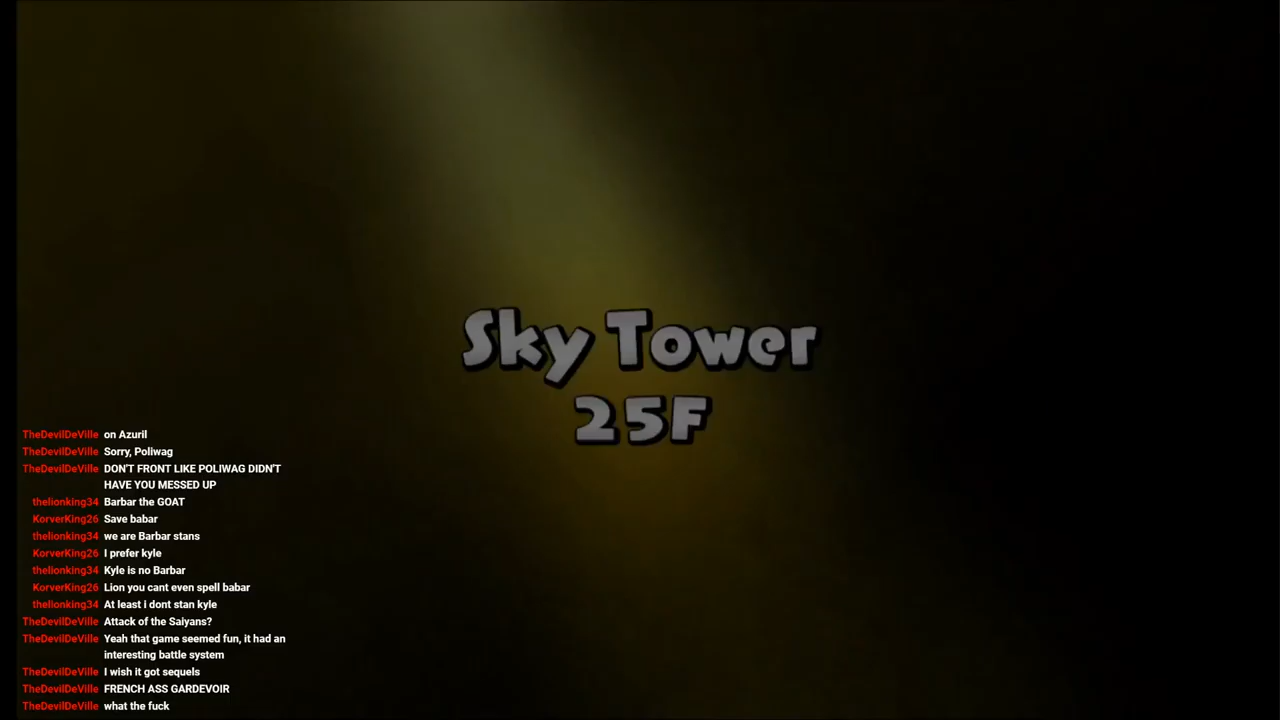 Sky Tower
25F
TheDevilDeVille on Azuril
TheDevilDeVille Sorry, Poliwag
TheDevilDeVille DON'T FRONT LIKE POLIWAG DIDN'T
HAVE YOU MESSED UP
thelionking34 Barbar the GOAT
KorverKing26 Save babar
thelionking34 we are Barbar stans
KorverKing26 I prefer kyle
thelionking34 Kyle is no Barbar
KorverKing26 Lion you cant even spell babar
thelionking34 At least i dont stan kyle
TheDevilDeVille Attack of the Saiyans?
TheDevilDeVille Yeah that game seemed fun, it had an
interesting battle system
TheDevilDeVille I wish it got sequels
TheDevilDeVille FRENCH ASS GARDEVOIR
TheDevilDeVille what the fuck